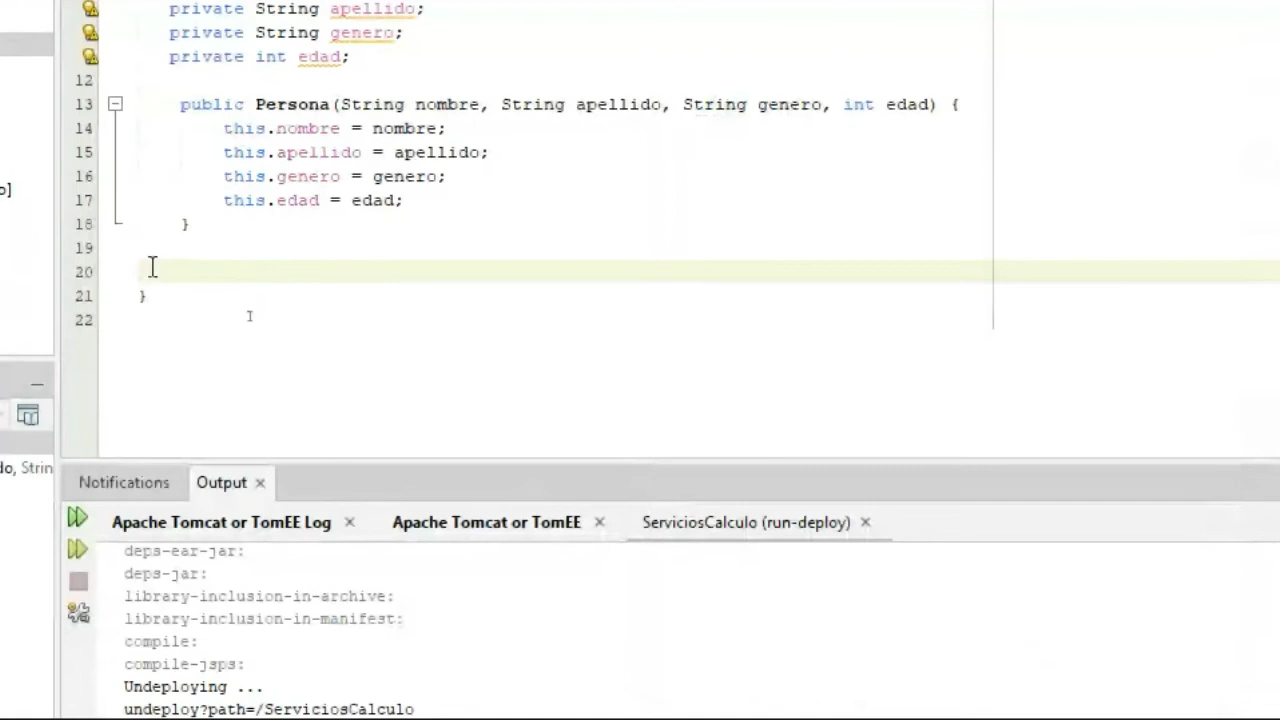 private String apellido;
private String genero;
private int edad;
12
13 public Persona(String nombre, String apellido, String genero, int edad) {
14 this.nombre = nombre;
15 this.apellido = apellido;
16 this.genero = genero;
17 this.edad = edad;
18 }
19
20
21 }
22
o]
do, Strin
Notifications Output
Apache Tomcat or TomEE Log Apache Tomcat or TomEE ServiciosCalculo (run-deploy)
deps-ear-jar:
deps-jar:
library-inclusion-in-archive:
library-inclusion-in-manifest:
compile:
compile-jsps:
Undeploying ...
undeploy?path=/ServiciosCalculo